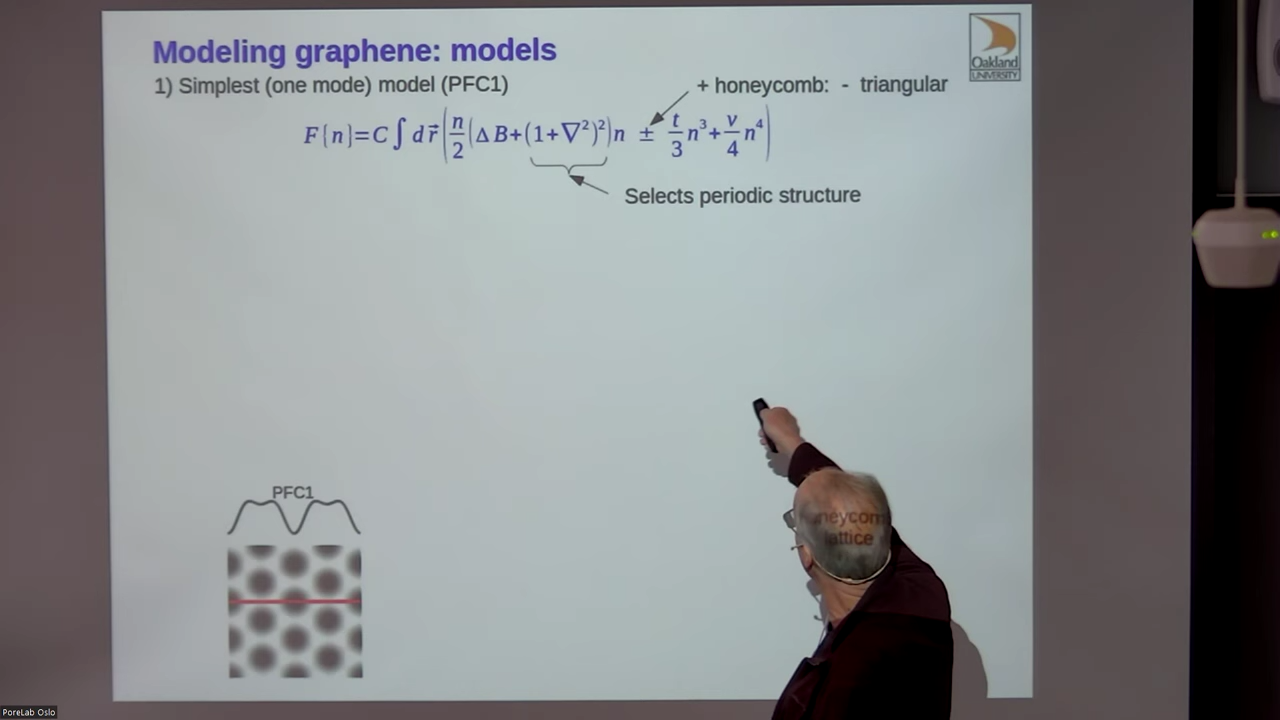 Modeling graphene: models
Oakland
UNIVERSITY
1) Simplest (one mode) model (PFC1)
+ honeycomb: - triangular
F{n}=C∫dr⃗(n/2(ΔB+(1+∇²)²)n ± t/3 n³+v/4 n⁴)
Selects periodic structure
PFC1
lattice
PoreLab Oslo